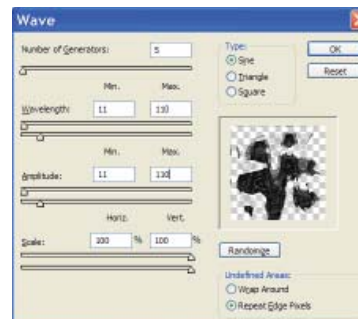 Wave
Number of Generators: 5
Min. Max.
Wavelength: 11 110
Min. Max.
Amplitude: 11 110
Horiz. Vert.
Scale: 100 % 100 %
Type:
Sine
Triangle
Square
OK
Reset
Randomize
Undefined Areas:
Wrap Around
Repeat Edge Pixels